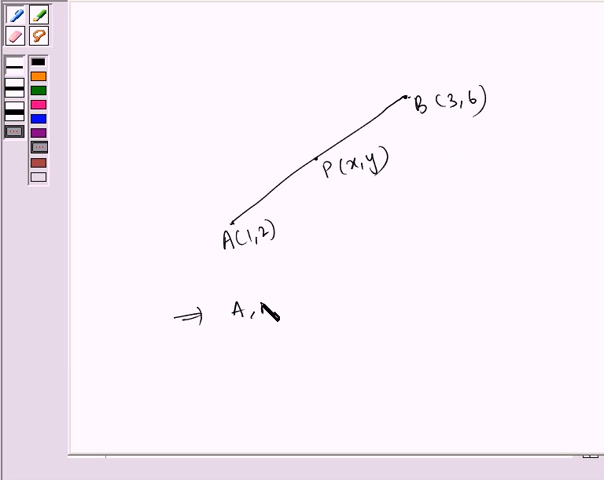 B (3,6)
P (x,y)
A(1,2)
⇒ A,